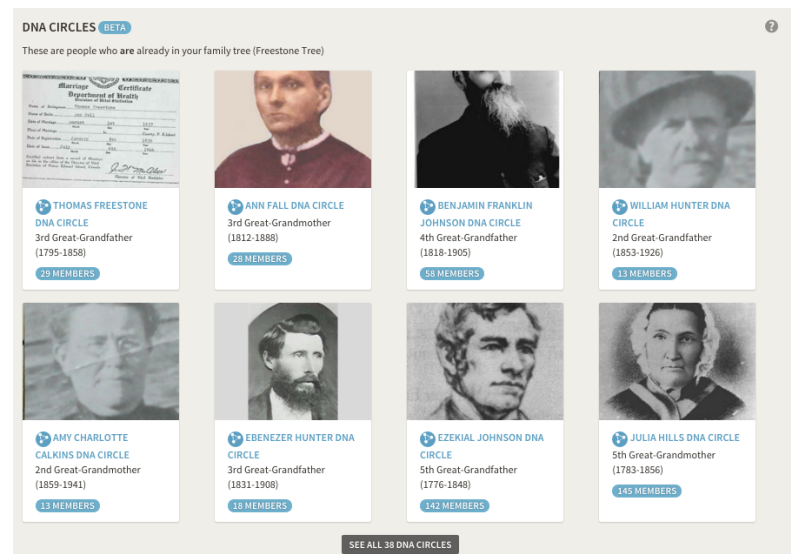 DNA CIRCLES BETA
These are people who are already in your family tree (Freestone Tree)
Marriage Certificate
Department of Health
THOMAS FREESTONE
DNA CIRCLE
3rd Great-Grandfather
(1795-1858)
29 MEMBERS
ANN FALL DNA CIRCLE
3rd Great-Grandmother
(1812-1888)
28 MEMBERS
BENJAMIN FRANKLIN
JOHNSON DNA CIRCLE
4th Great-Grandfather
(1818-1905)
58 MEMBERS
WILLIAM HUNTER DNA
CIRCLE
2nd Great-Grandfather
(1853-1926)
13 MEMBERS
AMY CHARLOTTE
CALKINS DNA CIRCLE
2nd Great-Grandmother
(1859-1941)
13 MEMBERS
EBENEZER HUNTER DNA
CIRCLE
3rd Great-Grandfather
(1831-1908)
18 MEMBERS
EZEKIAL JOHNSON DNA
CIRCLE
5th Great-Grandfather
(1776-1848)
142 MEMBERS
JULIA HILLS DNA CIRCLE
5th Great-Grandmother
(1783-1856)
145 MEMBERS
SEE ALL 38 DNA CIRCLES